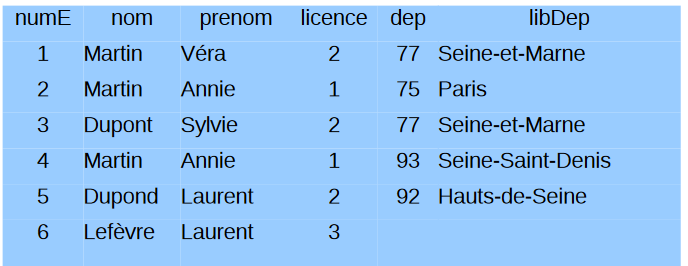 numE nom prenom licence dep libDep
1 Martin Véra 2 77 Seine-et-Marne
2 Martin Annie 1 75 Paris
3 Dupont Sylvie 2 77 Seine-et-Marne
4 Martin Annie 1 93 Seine-Saint-Denis
5 Dupond Laurent 2 92 Hauts-de-Seine
6 Lefèvre Laurent 3